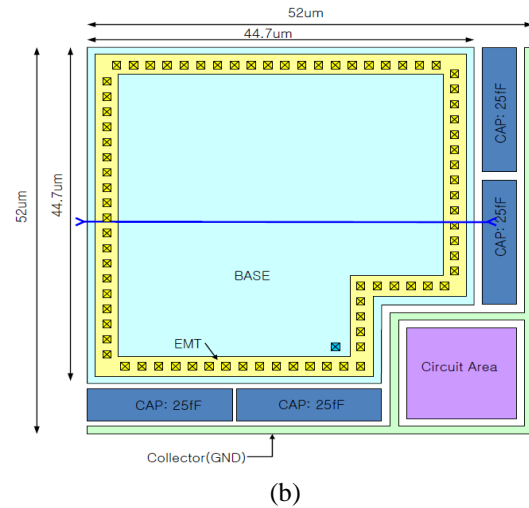 52um
44.7um
52um
44.7um
CAP: 25fF
CAP: 25fF
BASE
EMT
Circuit Area
CAP: 25fF
CAP: 25fF
Collector(GND)
(b)